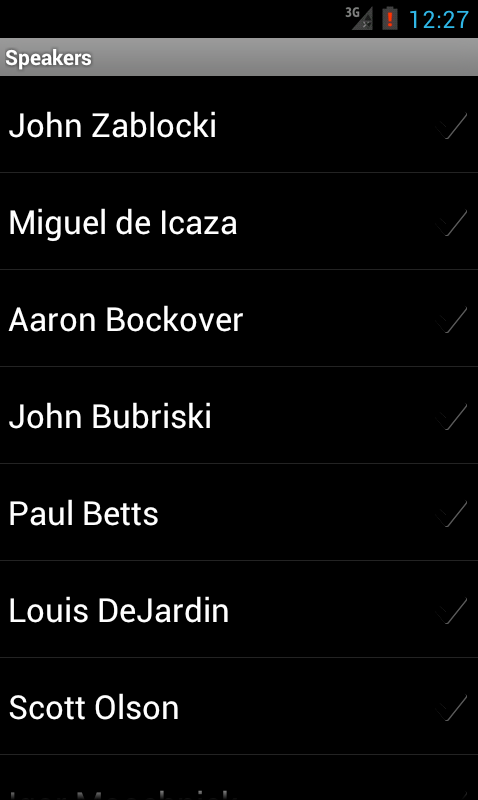 3G 12:27
Speakers
John Zablocki
Miguel de Icaza
Aaron Bockover
John Bubriski
Paul Betts
Louis DeJardin
Scott Olson